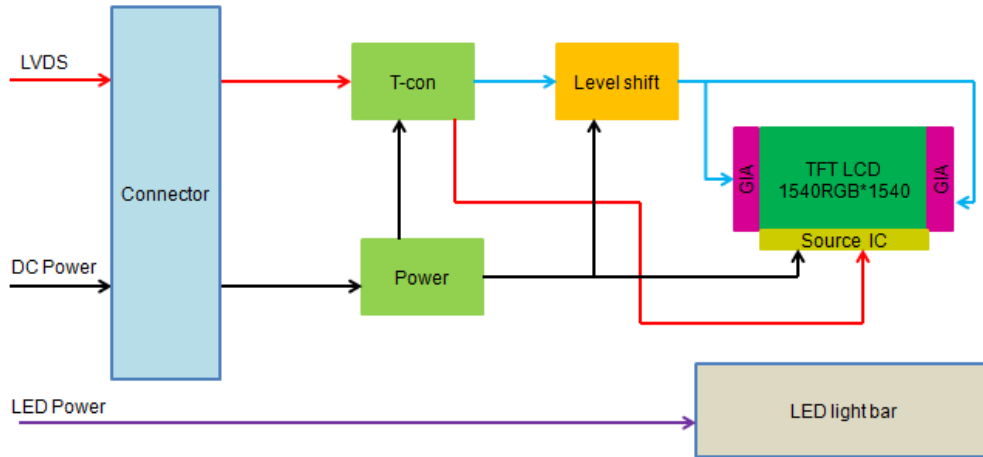 LVDS
T-con
Level shift
GIA
TFT LCD
1540RGB*1540
GIA
Connector
Source IC
DC Power
Power
LED Power
LED light bar